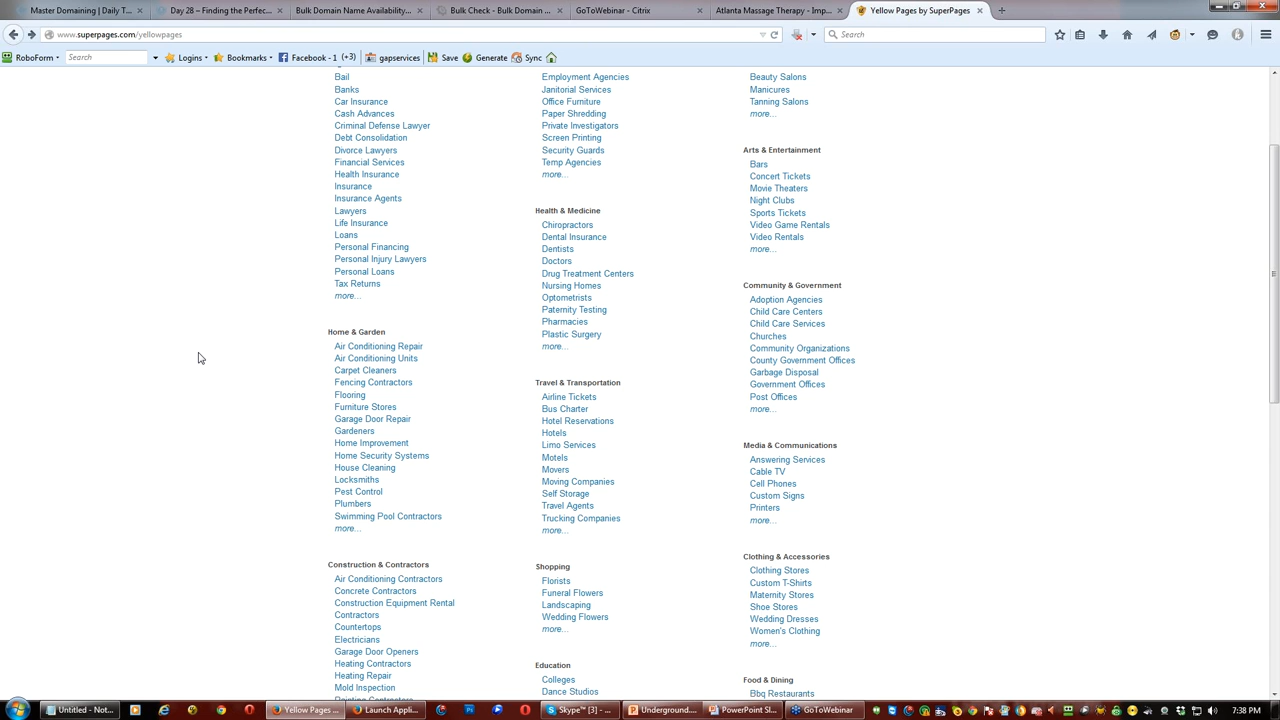 Master Domaining | Daily T...
Day 28 – Finding the Perfec...
Bulk Domain Name Availability...
Bulk Check - Bulk Domain ...
GoToWebinar - Citrix
Atlanta Massage Therapy - Imp...
Yellow Pages by SuperPages
www.superpages.com/yellowpages
Search
RoboForm
Search
Logins
Bookmarks
Facebook - 1
(+3)
gapservices
Save
Generate
Sync
Bail
Banks
Car Insurance
Cash Advances
Criminal Defense Lawyer
Debt Consolidation
Divorce Lawyers
Financial Services
Health Insurance
Insurance
Insurance Agents
Lawyers
Life Insurance
Loans
Personal Financing
Personal Injury Lawyers
Personal Loans
Tax Returns
more...
Home & Garden
Air Conditioning Repair
Air Conditioning Units
Carpet Cleaners
Fencing Contractors
Flooring
Furniture Stores
Garage Door Repair
Gardeners
Home Improvement
Home Security Systems
House Cleaning
Locksmiths
Pest Control
Plumbers
Swimming Pool Contractors
more...
Construction & Contractors
Air Conditioning Contractors
Concrete Contractors
Construction Equipment Rental
Contractors
Countertops
Electricians
Garage Door Openers
Heating Contractors
Heating Repair
Mold Inspection
Painting Contractors
Employment Agencies
Janitorial Services
Office Furniture
Paper Shredding
Private Investigators
Screen Printing
Security Guards
Temp Agencies
more...
Health & Medicine
Chiropractors
Dental Insurance
Dentists
Doctors
Drug Treatment Centers
Nursing Homes
Optometrists
Paternity Testing
Pharmacies
Plastic Surgery
more...
Travel & Transportation
Airline Tickets
Bus Charter
Hotel Reservations
Hotels
Limo Services
Motels
Movers
Moving Companies
Self Storage
Travel Agents
Trucking Companies
more...
Shopping
Florists
Funeral Flowers
Landscaping
Wedding Flowers
more...
Education
Colleges
Dance Studios
Beauty Salons
Manicures
Tanning Salons
more...
Arts & Entertainment
Bars
Concert Tickets
Movie Theaters
Night Clubs
Sports Tickets
Video Game Rentals
Video Rentals
more...
Community & Government
Adoption Agencies
Child Care Centers
Child Care Services
Churches
Community Organizations
County Government Offices
Garbage Disposal
Government Offices
Post Offices
more...
Media & Communications
Answering Services
Cable TV
Cell Phones
Custom Signs
Printers
more...
Clothing & Accessories
Clothing Stores
Custom T-Shirts
Maternity Stores
Shoe Stores
Wedding Dresses
Women's Clothing
more...
Food & Dining
Bbq Restaurants
Untitled - Not...
Yellow Pages ...
Launch Appli...
Skype™ [3] - ...
Underground....
PowerPoint Sl...
GoToWebinar
7:38 PM